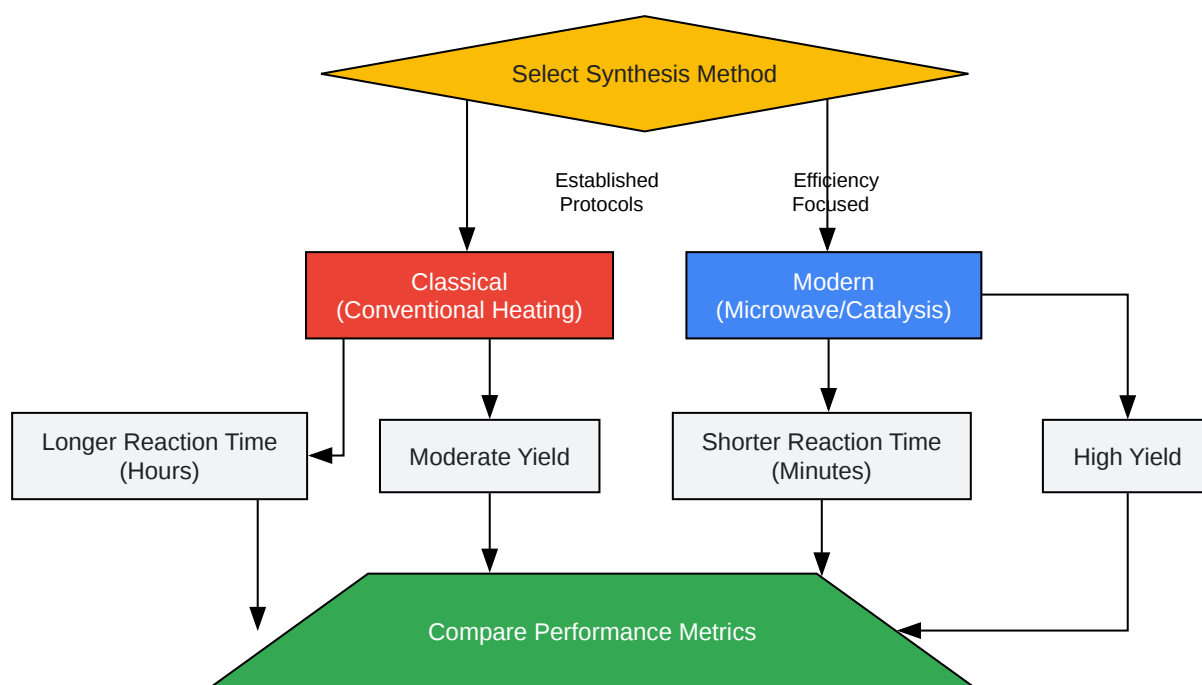 Select Synthesis Method
Established
Protocols
Efficiency
Focused
Classical
(Conventional Heating)
Modern
(Microwave/Catalysis)
Longer Reaction Time
(Hours)
Moderate Yield
Shorter Reaction Time
(Minutes)
High Yield
Compare Performance Metrics